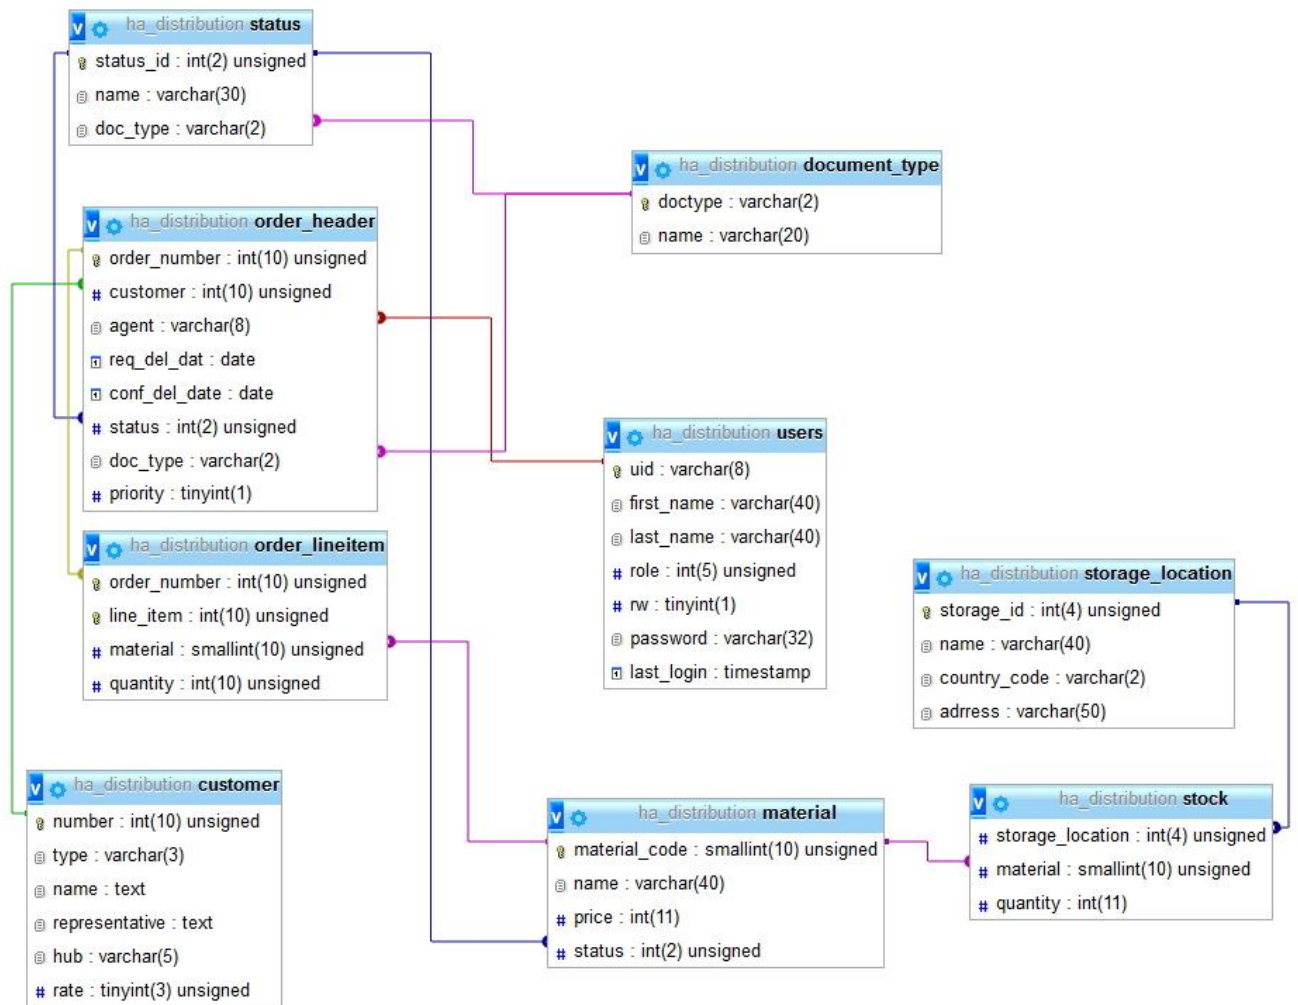 ha_distribution status
status_id : int(2) unsigned
name : varchar(30)
doc_type : varchar(2)
ha_distribution document_type
doctype : varchar(2)
name : varchar(20)
ha_distribution order_header
order_number : int(10) unsigned
# customer : int(10) unsigned
agent : varchar(8)
req_del_dat : date
conf_del_date : date
# status : int(2) unsigned
doc_type : varchar(2)
# priority : tinyint(1)
ha_distribution users
uid : varchar(8)
first_name : varchar(40)
last_name : varchar(40)
# role : int(5) unsigned
# rw : tinyint(1)
password : varchar(32)
last_login : timestamp
ha_distribution order_lineitem
order_number : int(10) unsigned
line_item : int(10) unsigned
# material : smallint(10) unsigned
# quantity : int(10) unsigned
ha_distribution storage_location
storage_id : int(4) unsigned
name : varchar(40)
country_code : varchar(2)
adrress : varchar(50)
ha_distribution customer
number : int(10) unsigned
type : varchar(3)
name : text
representative : text
hub : varchar(5)
# rate : tinyint(3) unsigned
ha_distribution material
material_code : smallint(10) unsigned
name : varchar(40)
# price : int(11)
# status : int(2) unsigned
ha_distribution stock
# storage_location : int(4) unsigned
# material : smallint(10) unsigned
# quantity : int(11)